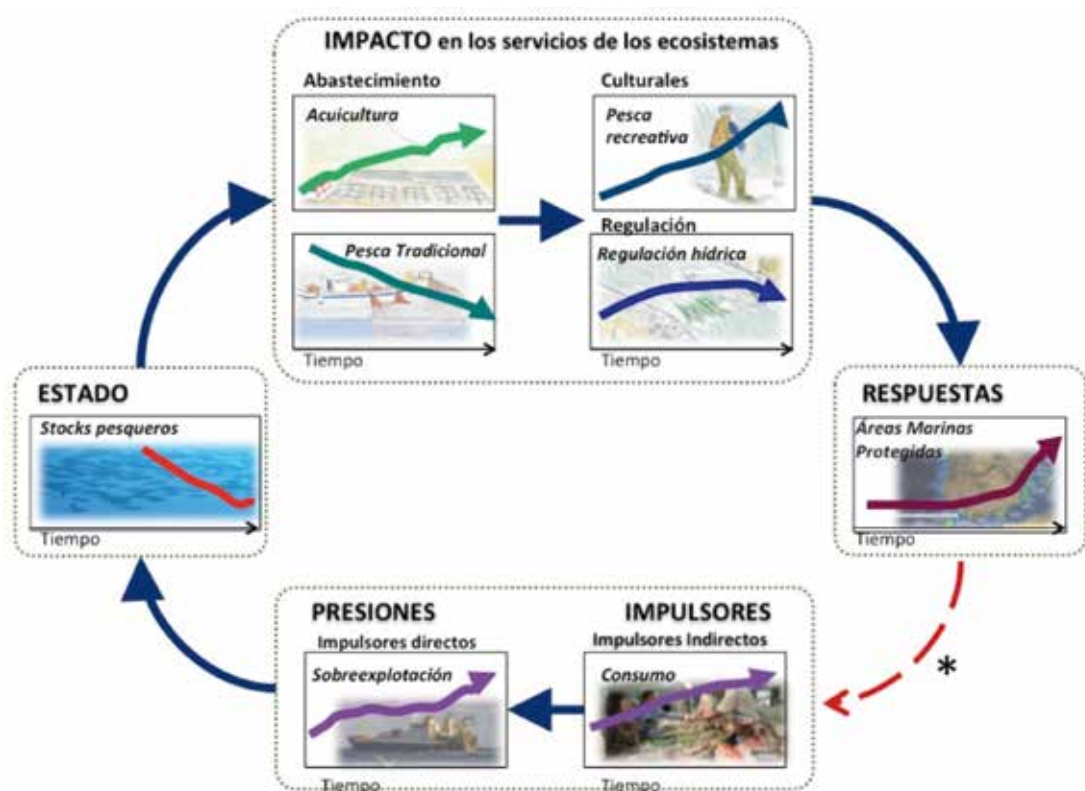 IMPACTO en los servicios de los ecosistemas
Abastecimiento
Culturales
Acuicultura
Pesca
recreativa
Regulación
Pesca Tradicional
Regulación hídrica
Tiempo
Tiempo
ESTADO
Stocks pesqueros
Tiempo
RESPUESTAS
Áreas Marinas
Protegidas
Tiempo
*
PRESIONES
Impulsores directos
Sobreexplotación
Tiempo
IMPULSORES
Impulsores Indirectos
Consumo
Tiempo